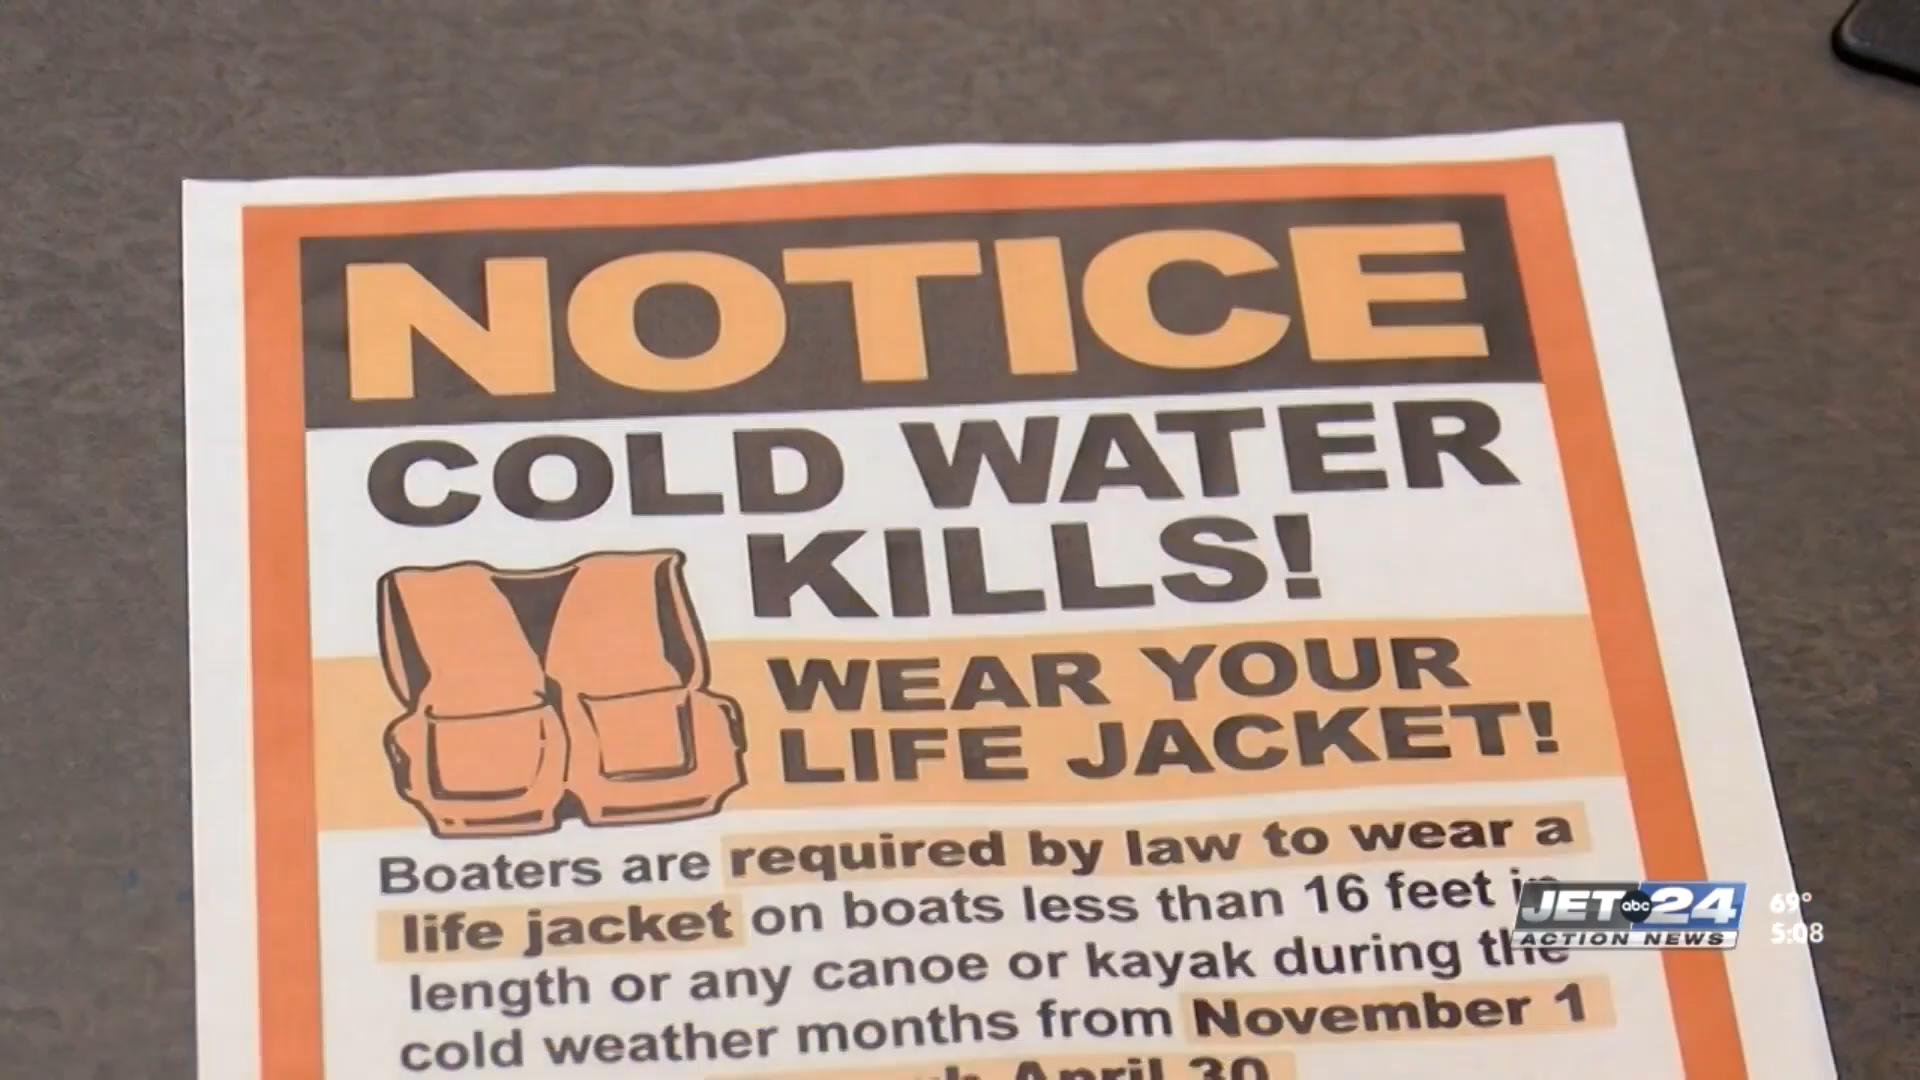 NOTICE
COLD WATER
KILLS!
WEAR YOUR
LIFE JACKET!
Boaters are required by law to wear a
life jacket on boats less than 16 feet
length or any canoe or kayak during the
cold weather months from November 1
April 30
JET abc 24
ACTION NEWS
69°
5:08